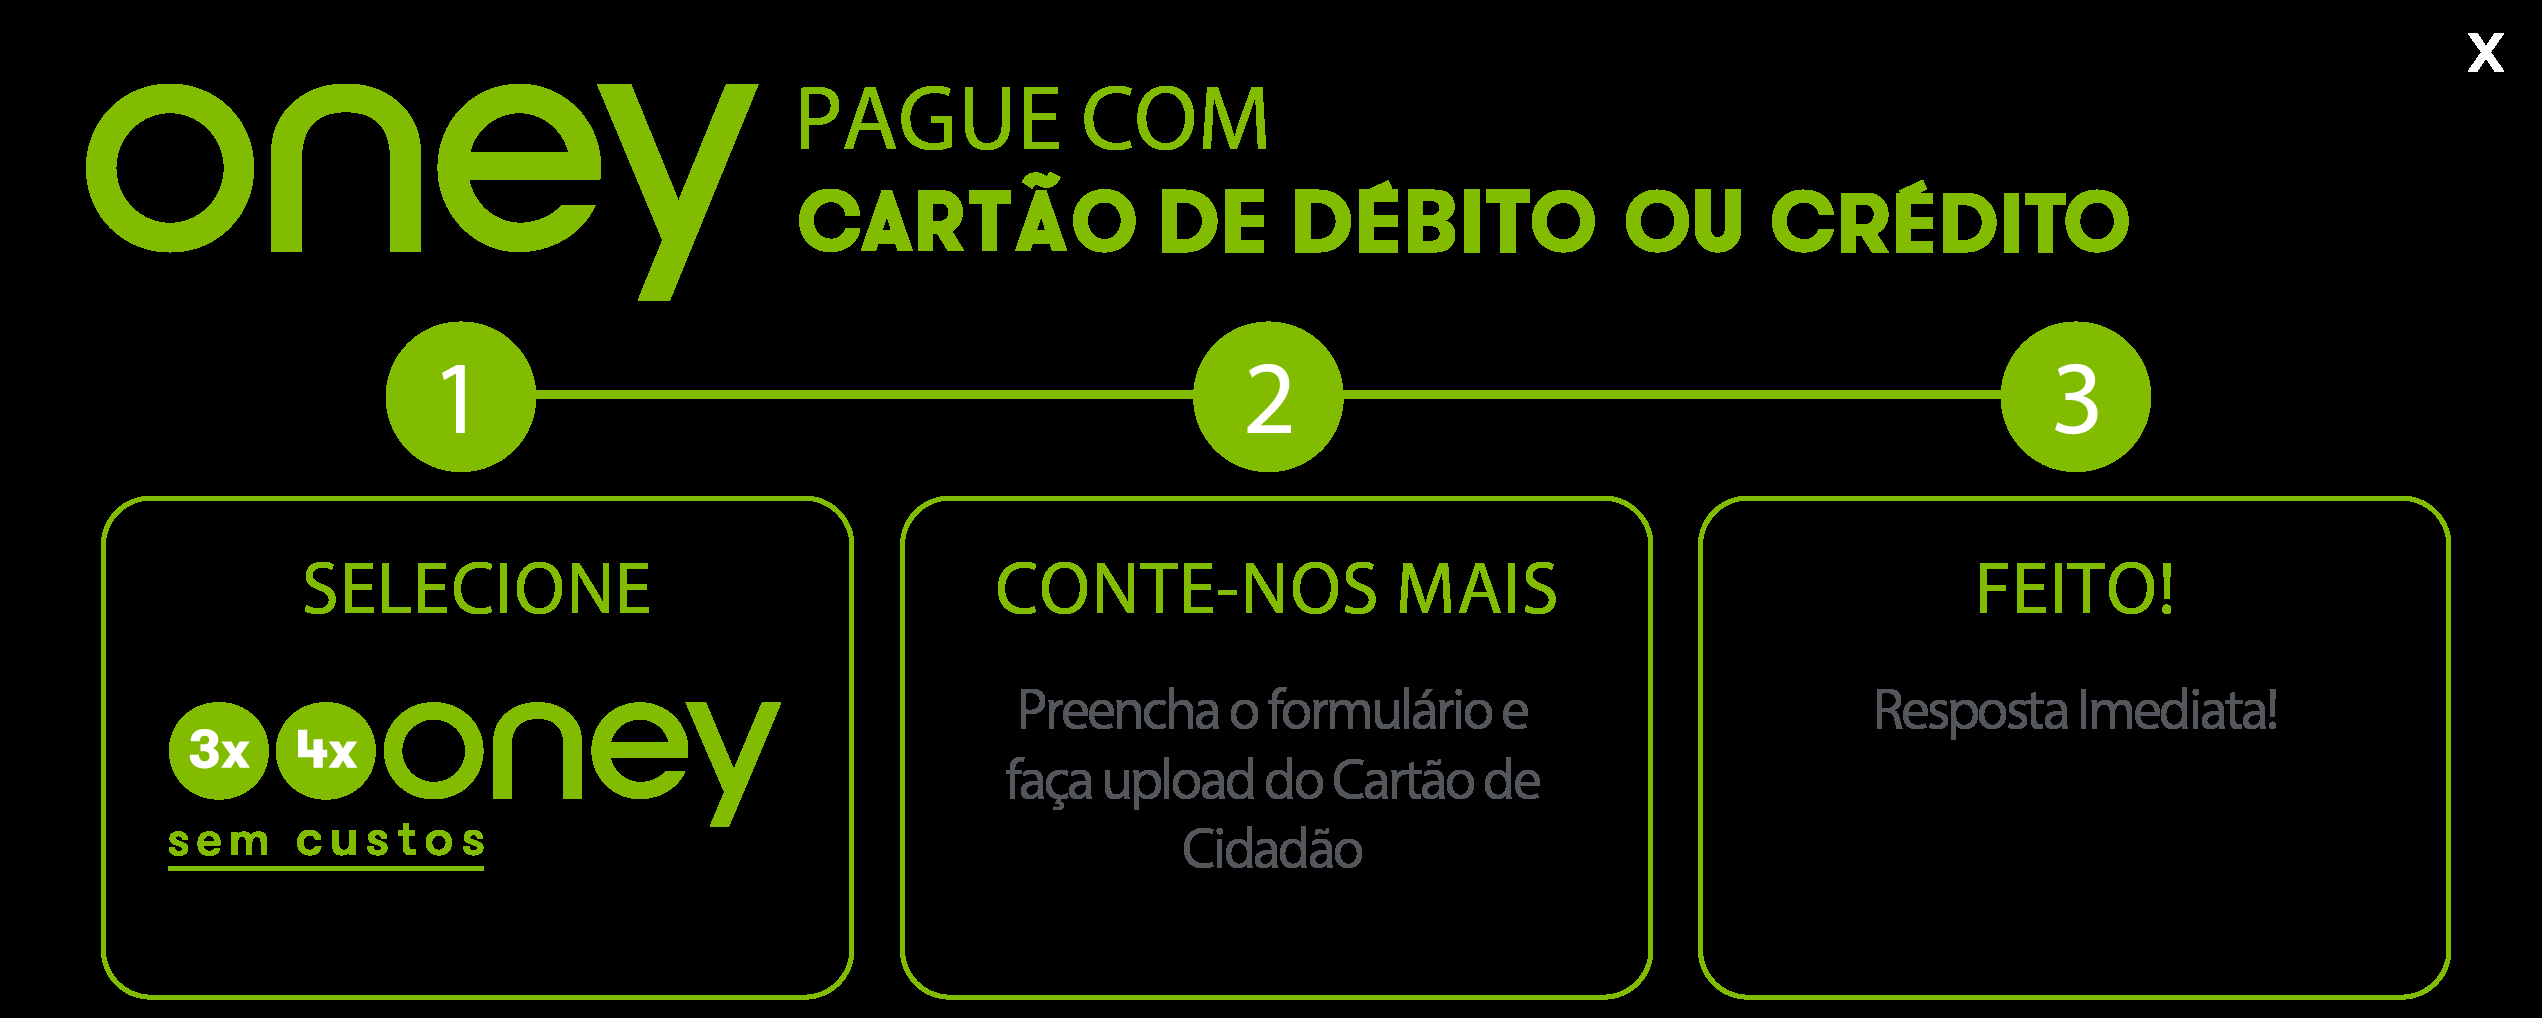 X
oney PAGUE COM
CARTÃO DE DÉBITO OU CRÉDITO
1
2
3
SELECIONE
3x 4x oney
sem custos
CONTE-NOS MAIS
Preencha o formulário e
faça upload do Cartão de
Cidadão
FEITO!
Resposta Imediata!